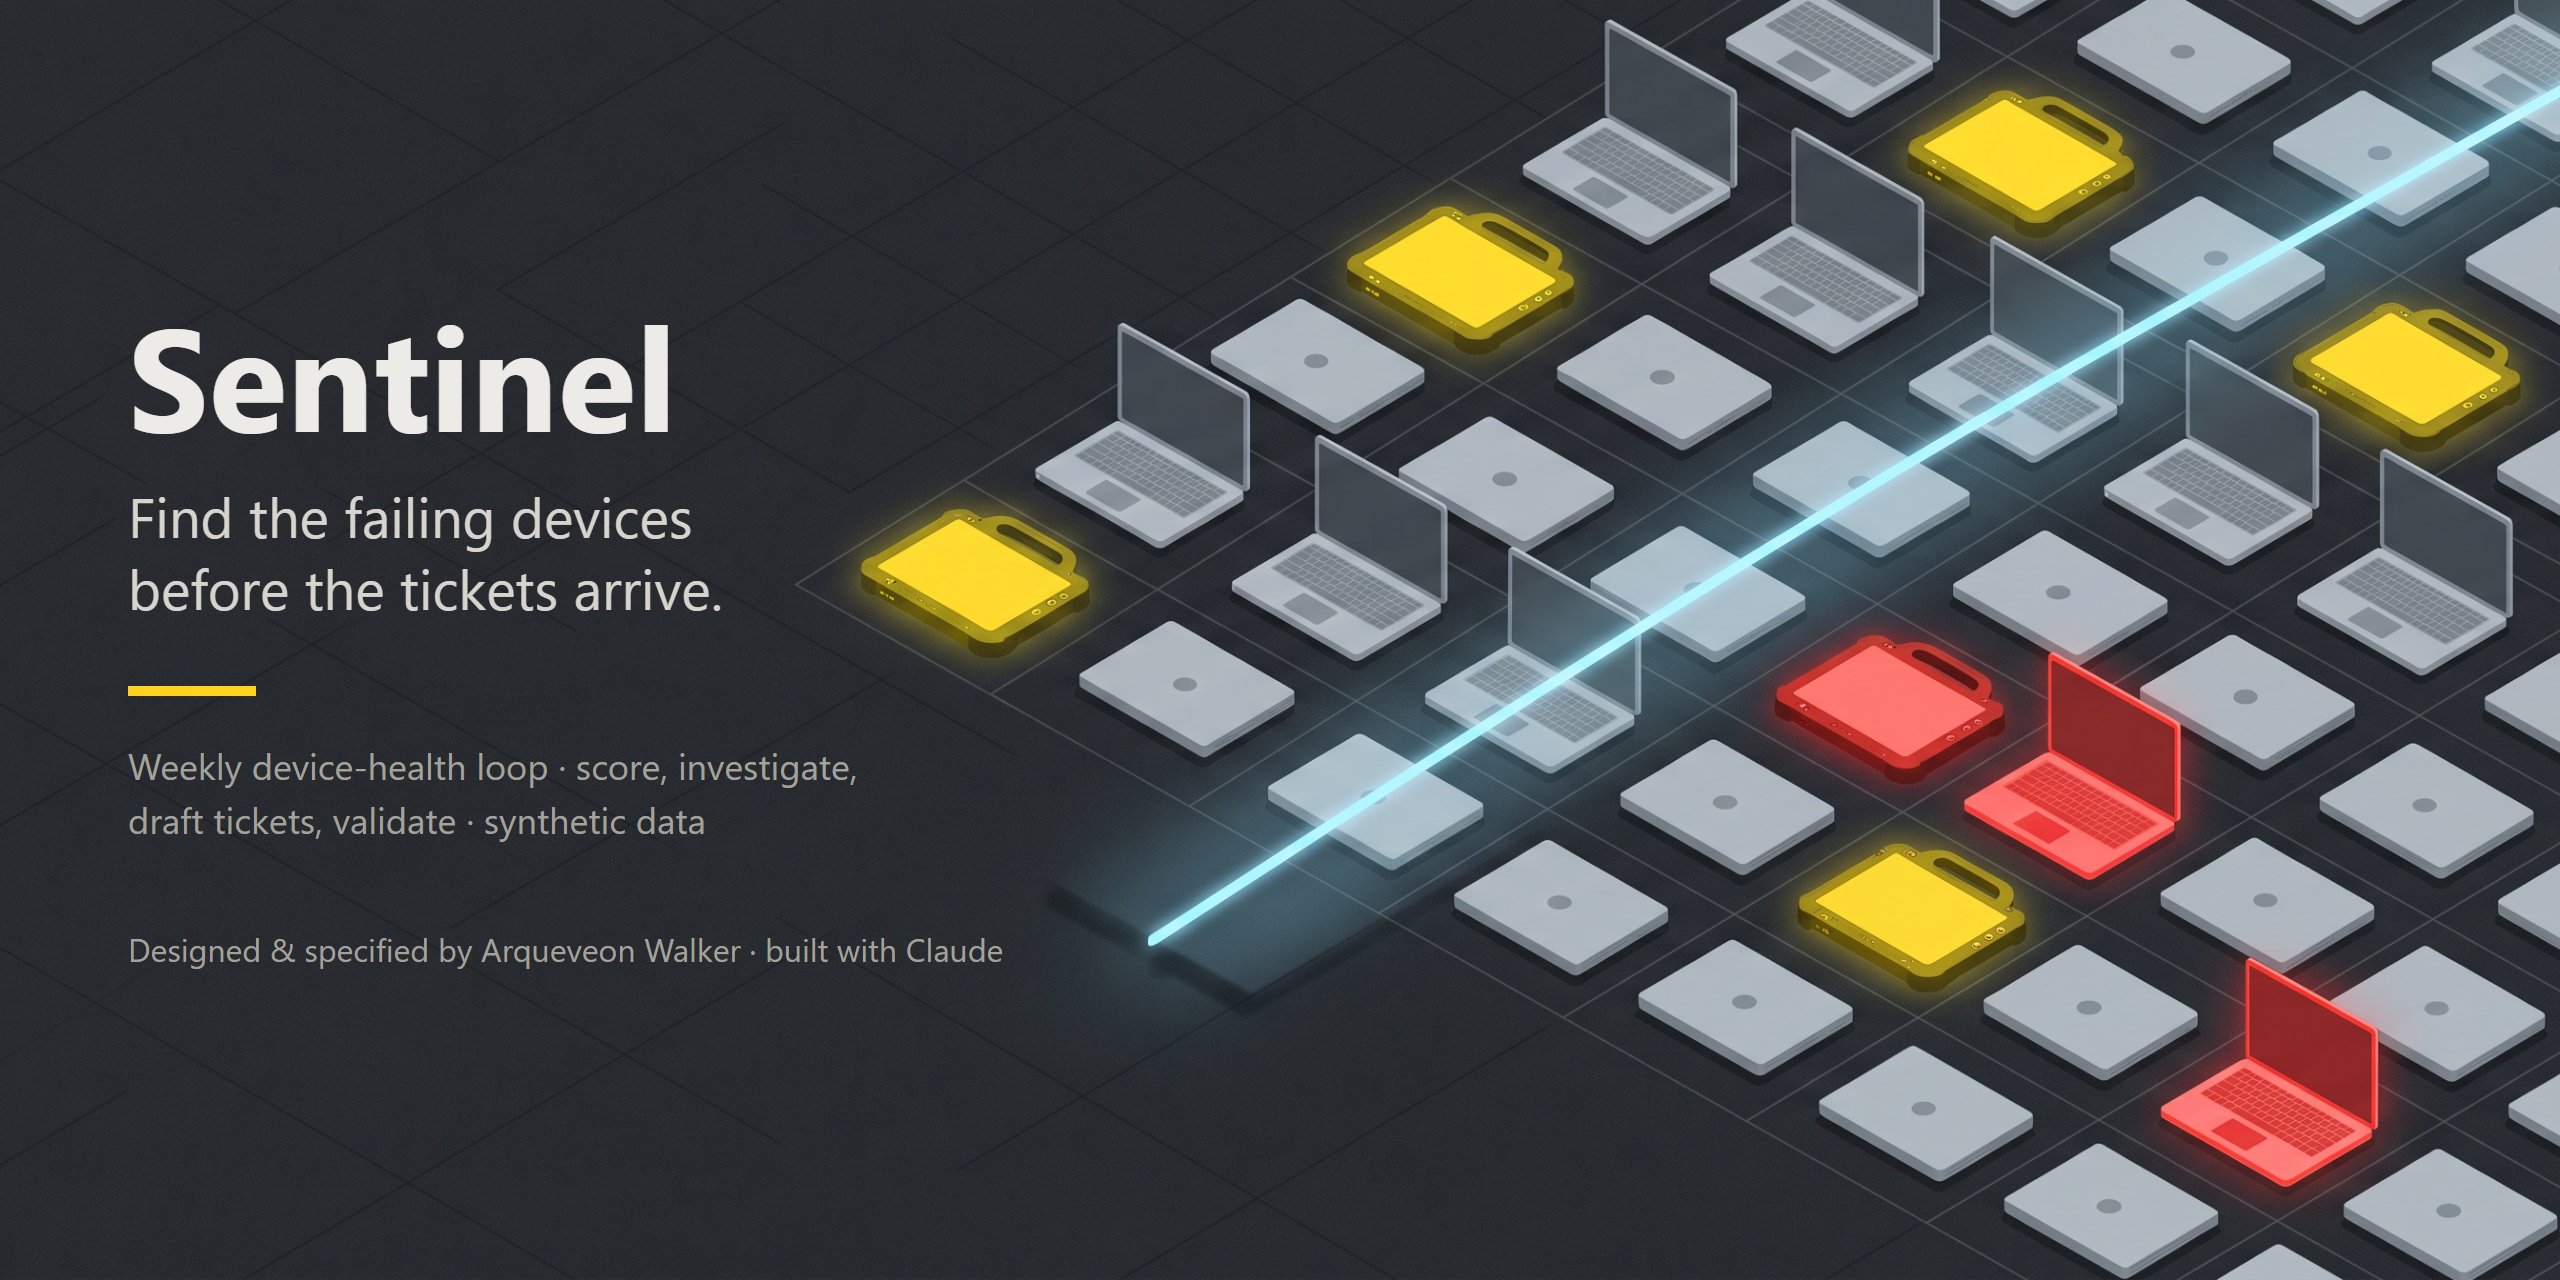 Sentinel
Find the failing devices
before the tickets arrive.
Weekly device-health loop · score, investigate,
draft tickets, validate · synthetic data
Designed & specified by Arqueveon Walker · built with Claude